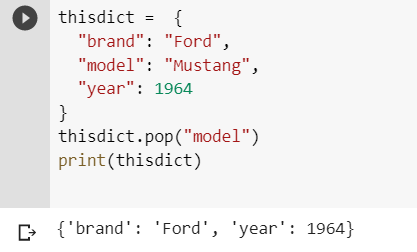 thisdict =  {
  "brand": "Ford",
  "model": "Mustang",
  "year": 1964
}
thisdict.pop("model")
print(thisdict)
{'brand': 'Ford', 'year': 1964}